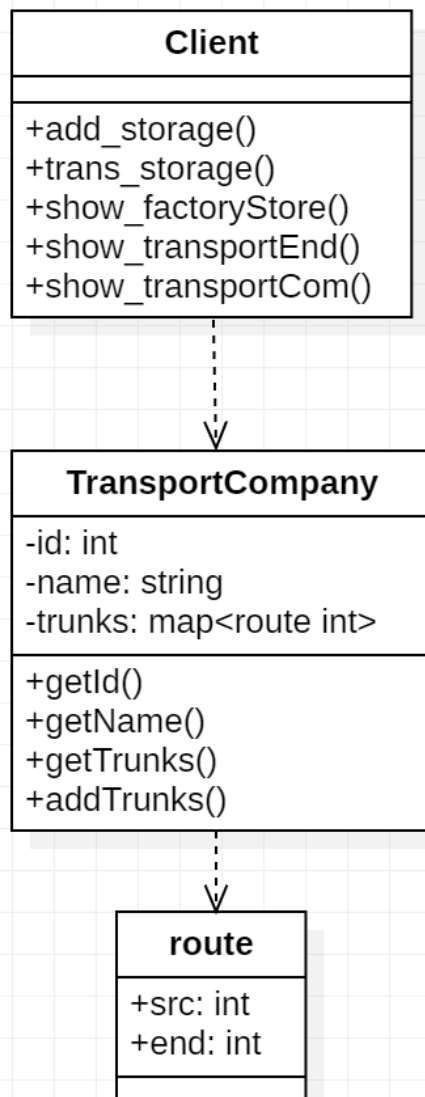 Client
+add_storage()
+trans_storage()
+show_factoryStore()
+show_transportEnd()
+show_transportCom()
TransportCompany
-id: int
-name: string
-trunks: map<route int>
+getId()
+getName()
+getTrunks()
+addTrunks()
route
+src: int
+end: int